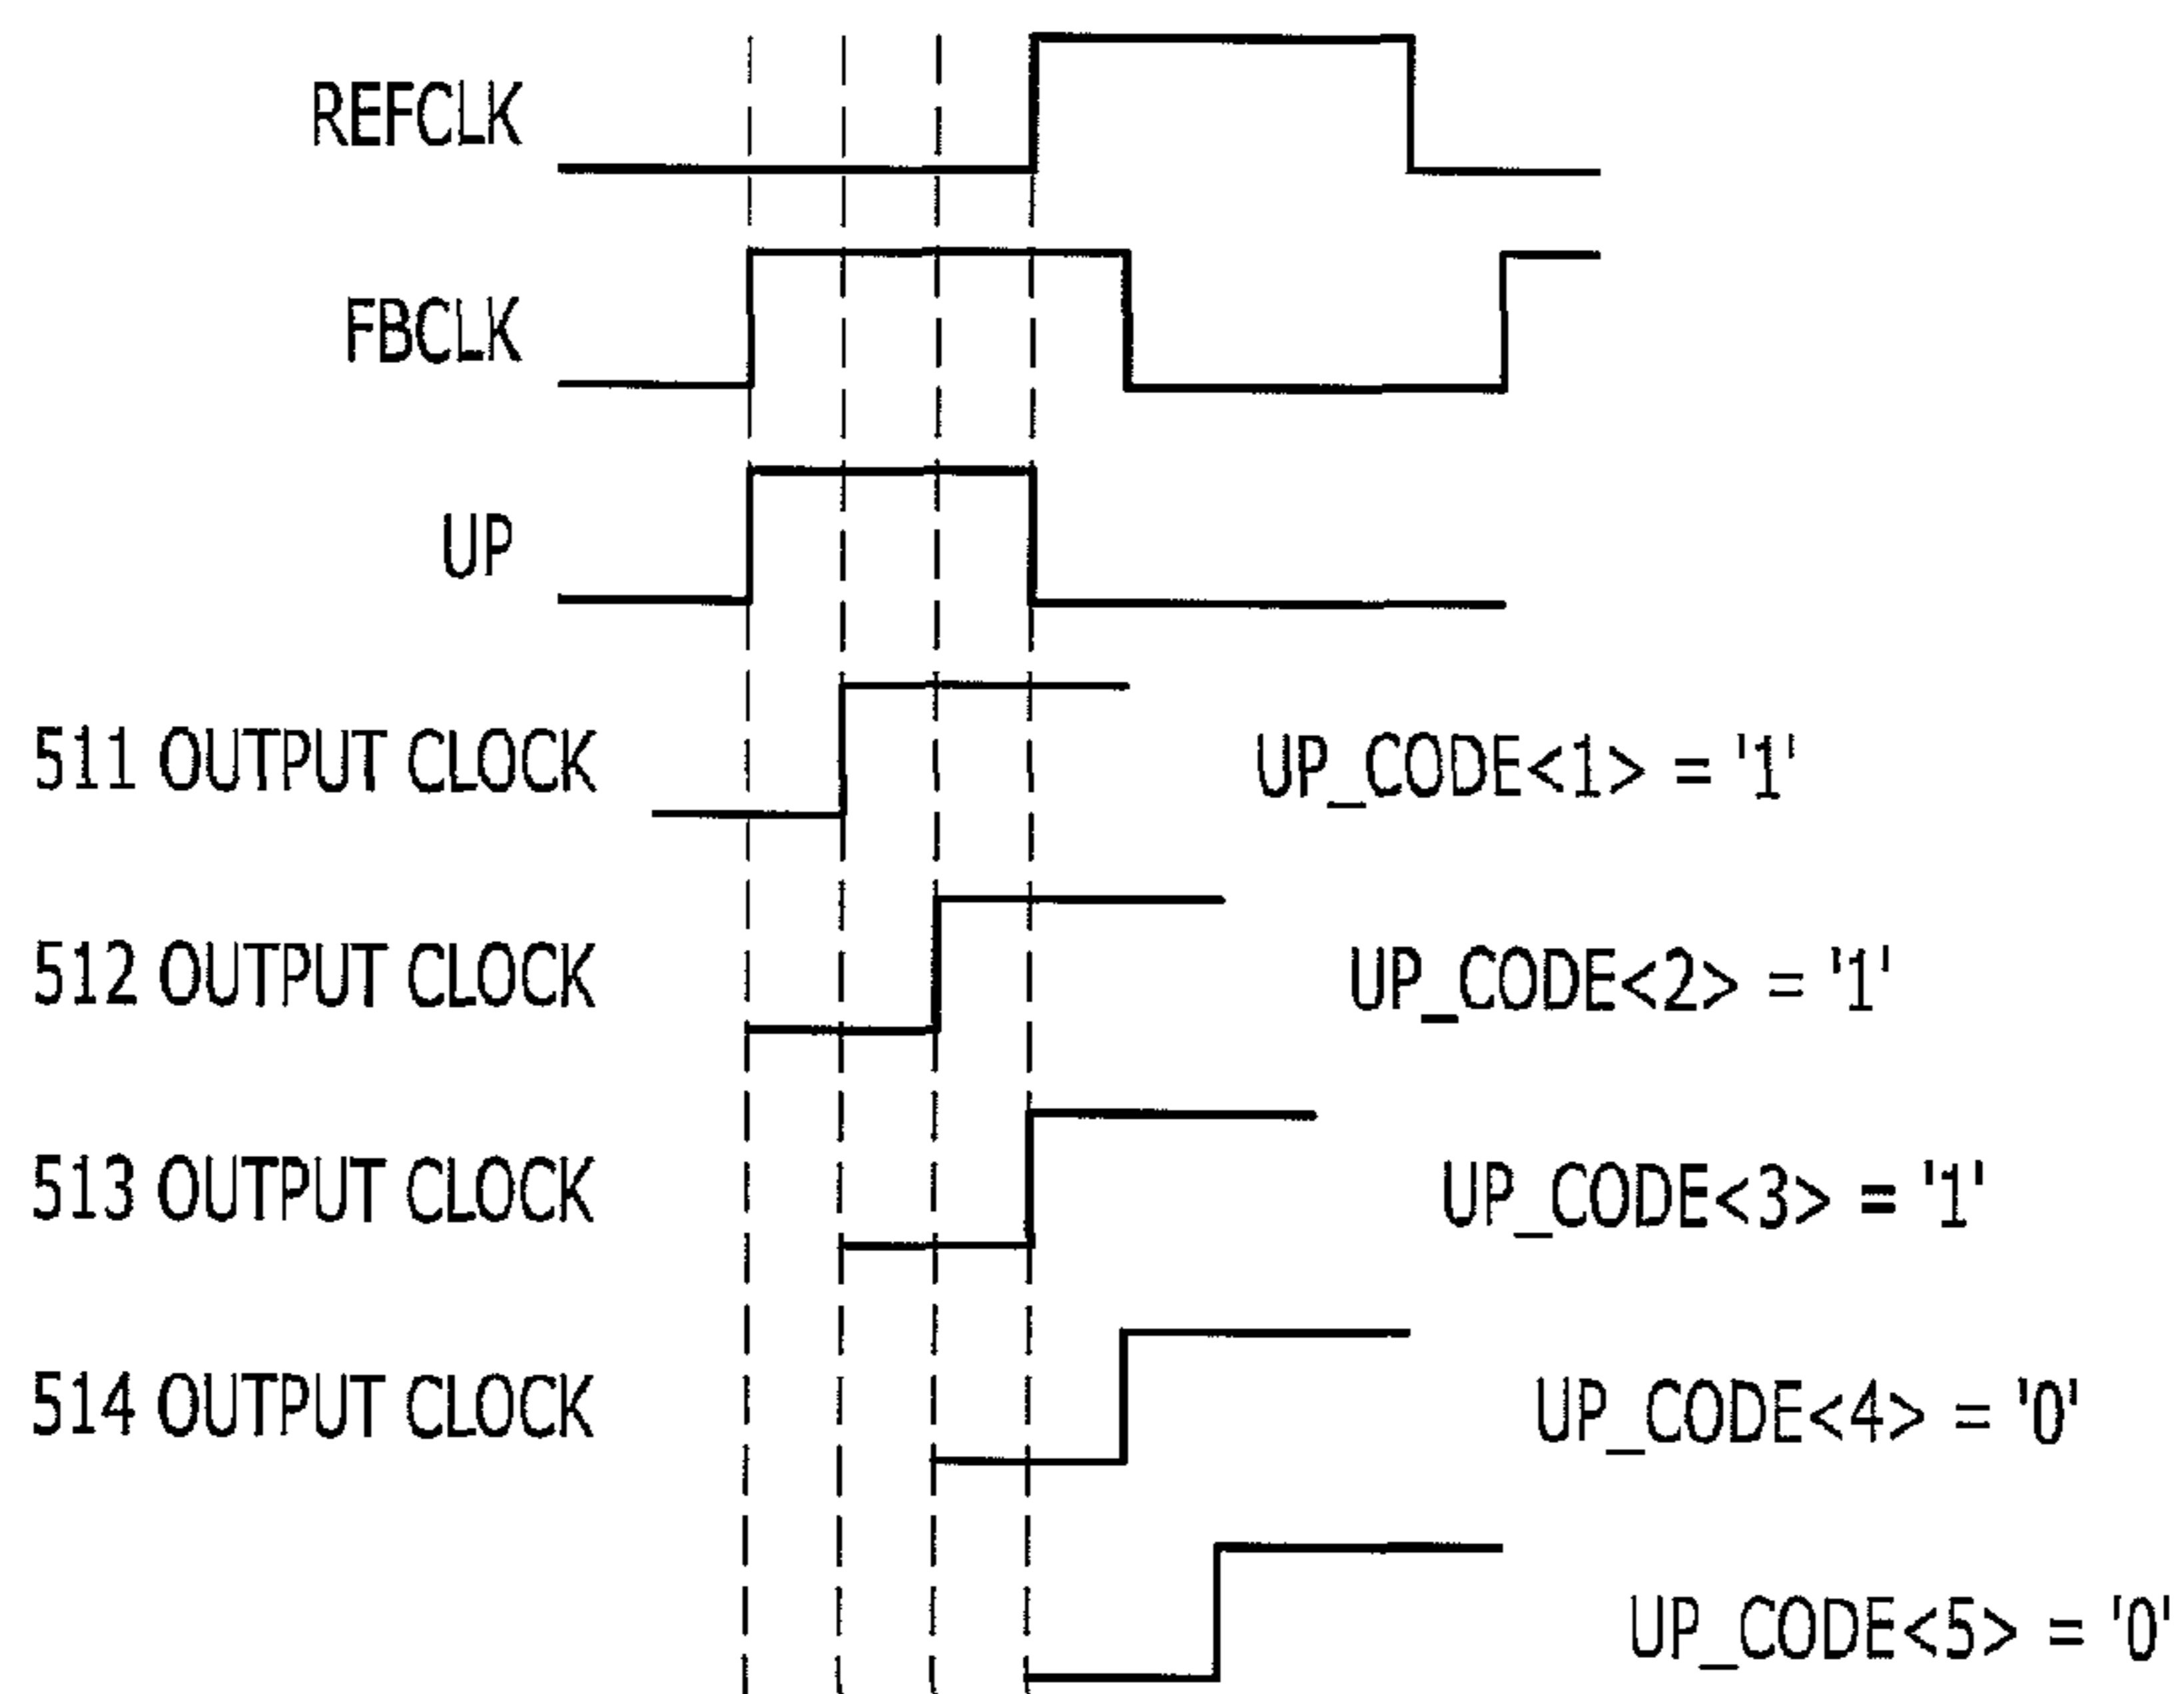 REFCLK
FBCLK
UP
511 OUTPUT CLOCK
UP_CODE<1> = '1'
512 OUTPUT CLOCK
UP_CODE<2> = '1'
513 OUTPUT CLOCK
UP_CODE<3> = '1'
514 OUTPUT CLOCK
UP_CODE<4> = '0'
UP_CODE<5> = '0'